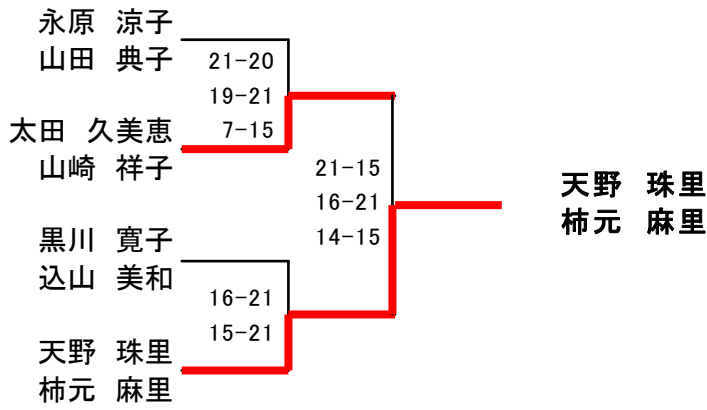 永原 涼子
山田 典子
21-20
19-21
7-15
太田 久美恵
山崎 祥子
21-15
16-21
14-15
天野 珠里
柿元 麻里
黒川 寛子
込山 美和
16-21
15-21
天野 珠里
柿元 麻里